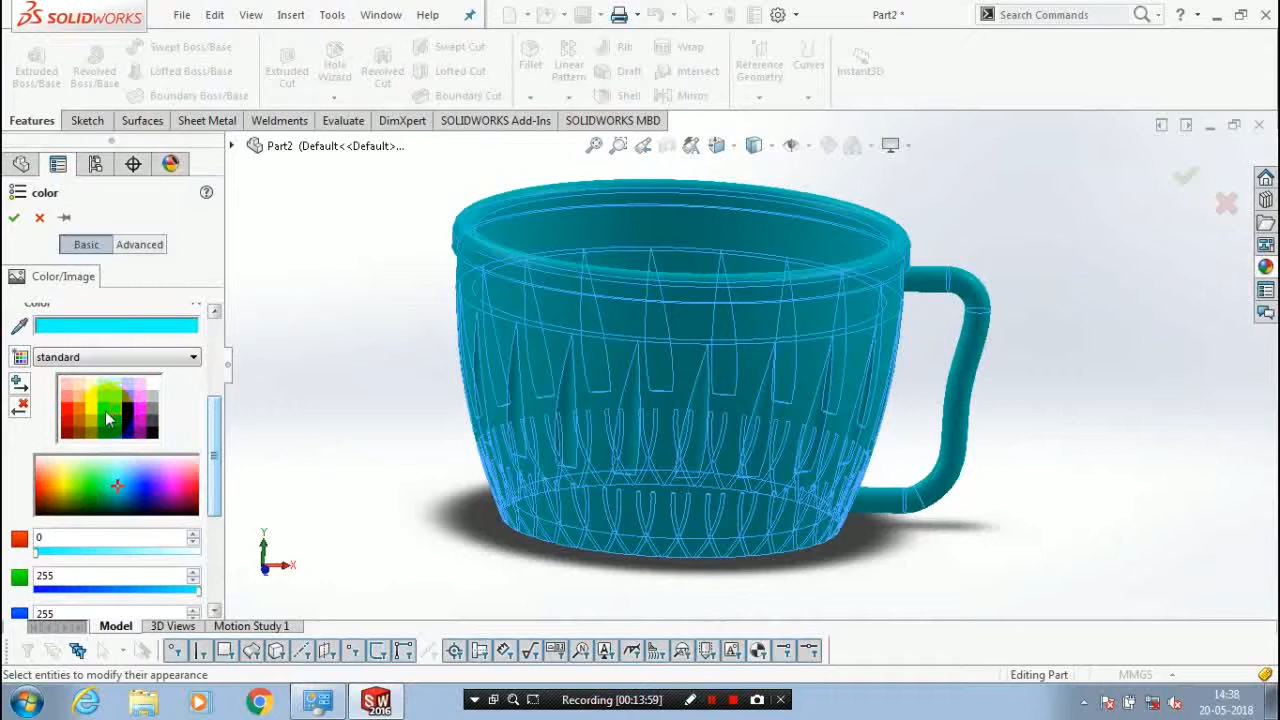 SOLIDWORKS File Edit View Insert Tools Window Help Part2 * Search Commands ?
Extruded Boss/Base
Revolved Boss/Base
Swept Boss/Base
Lofted Boss/Base
Boundary Boss/Base
Extruded Cut
Hole Wizard
Revolved Cut
Swept Cut
Lofted Cut
Boundary Cut
Fillet
Linear Pattern
Rib
Draft
Shell
Wrap
Intersect
Mirror
Reference Geometry
Curves
Instant3D
Features Sketch Surfaces Sheet Metal Weldments Evaluate DimXpert SOLIDWORKS Add-Ins SOLIDWORKS MBD
Part2 (Default<<Default>...
color
Basic Advanced
Color/Image
Color
standard
0
255
255
Y
X
Model 3D Views Motion Study 1
Select entities to modify their appearance Editing Part MMGS
SW 2016
Recording [00:13:59]
14:38
20-05-2018